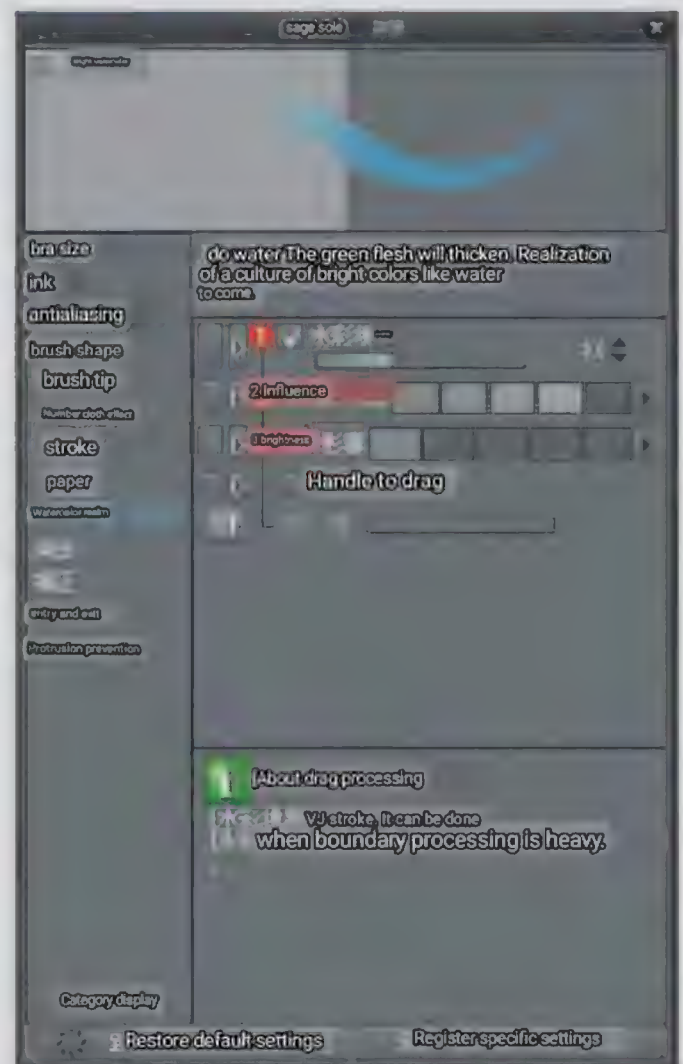 sage sole
bra size
ink
antialiasing
brush shape
brush tip
Number cloth effect
stroke
paper
Watercolor realm
entry and exit
Protrusion prevention
Category display
do water The green flesh will thicken. Realization
of a culture of bright colors like water
to come.
2 Influence
brightness
Handle to drag
About drag processing
VJ stroke, It can be done
when boundary processing is heavy.
Restore default settings
Register specific settings